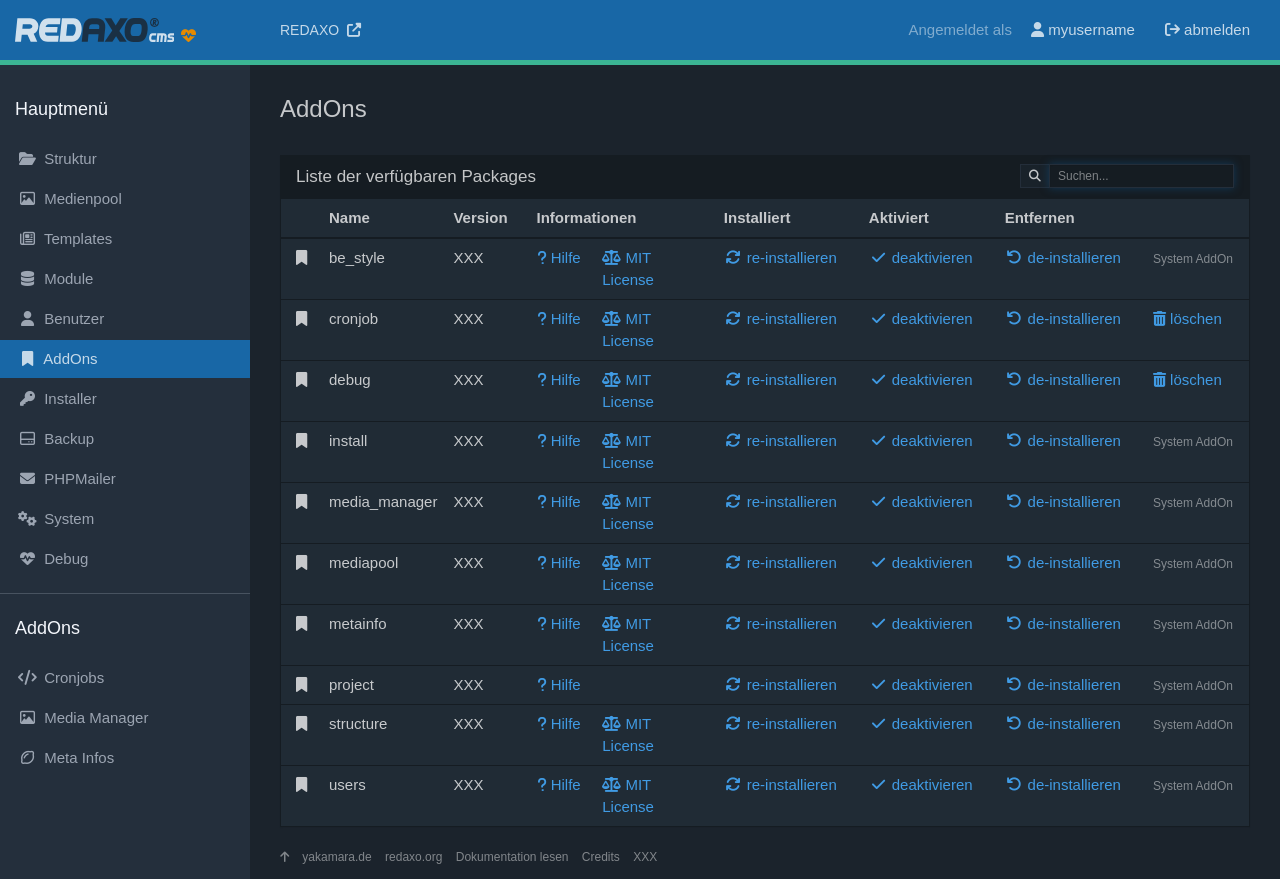 REDAXO® cms
REDAXO
Angemeldet als myusername abmelden
Hauptmenü
Struktur
Medienpool
Templates
Module
Benutzer
AddOns
Installer
Backup
PHPMailer
System
Debug
AddOns
Cronjobs
Media Manager
Meta Infos
AddOns
Liste der verfügbaren Packages
Suchen...
Name Version Informationen Installiert Aktiviert Entfernen
be_style XXX Hilfe MIT License re-installieren deaktivieren de-installieren System AddOn
cronjob XXX Hilfe MIT License re-installieren deaktivieren de-installieren löschen
debug XXX Hilfe MIT License re-installieren deaktivieren de-installieren löschen
install XXX Hilfe MIT License re-installieren deaktivieren de-installieren System AddOn
media_manager XXX Hilfe MIT License re-installieren deaktivieren de-installieren System AddOn
mediapool XXX Hilfe MIT License re-installieren deaktivieren de-installieren System AddOn
metainfo XXX Hilfe MIT License re-installieren deaktivieren de-installieren System AddOn
project XXX Hilfe re-installieren deaktivieren de-installieren System AddOn
structure XXX Hilfe MIT License re-installieren deaktivieren de-installieren System AddOn
users XXX Hilfe MIT License re-installieren deaktivieren de-installieren System AddOn
yakamara.de redaxo.org Dokumentation lesen Credits XXX